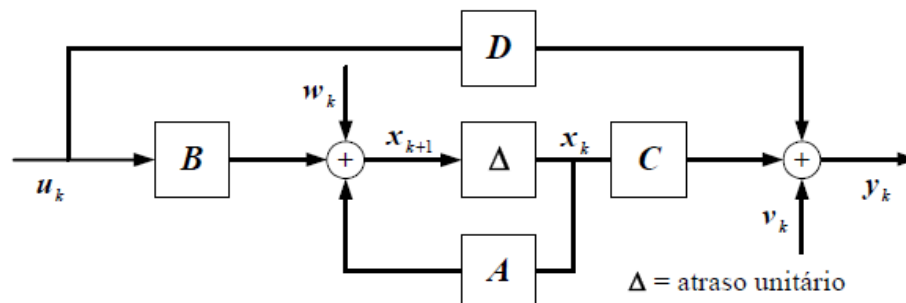 D
w_k
B
+
x_{k+1}
Δ
x_k
C
+
u_k
y_k
v_k
A
Δ = atraso unitário